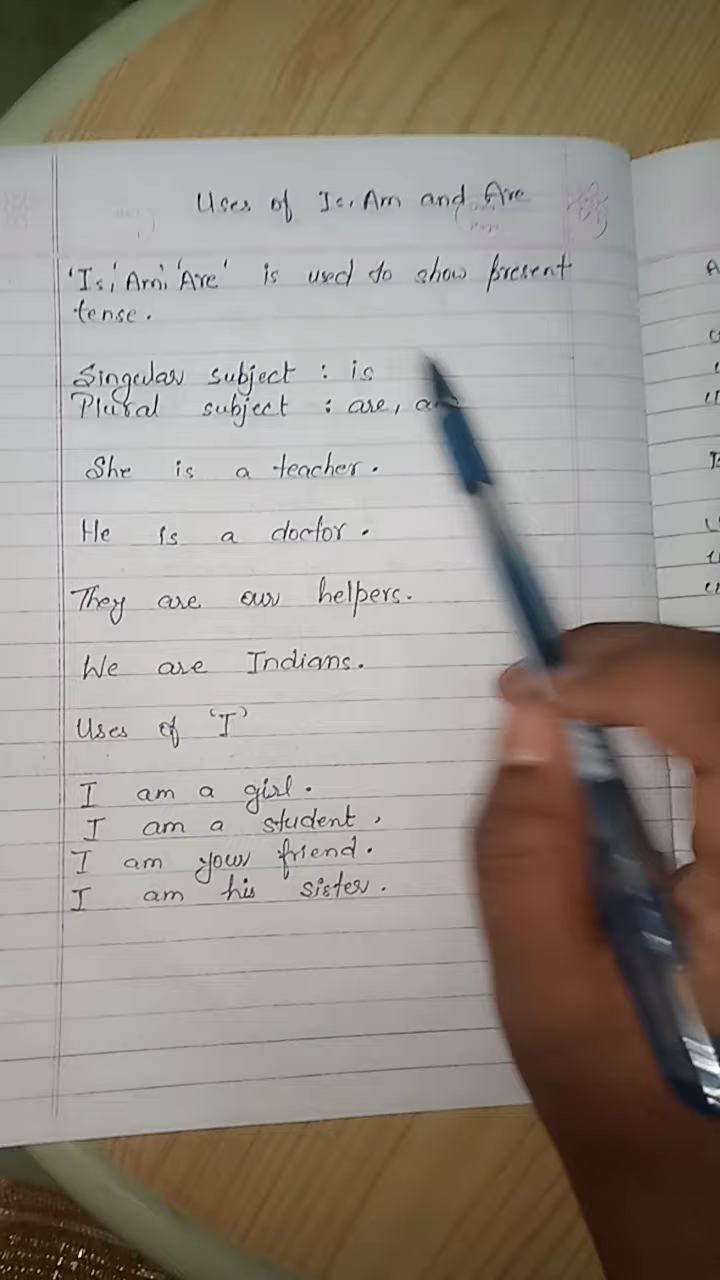 Uses of Is, Am and Are
'Is', 'Am', 'Are' is used to show present
tense.
Singular subject : is
Plural subject : are,
She is a teacher.
He is a doctor.
They are our helpers.
We are Indians.
Uses of 'I'
I am a girl.
I am a student,
I am your friend.
I am his sister.